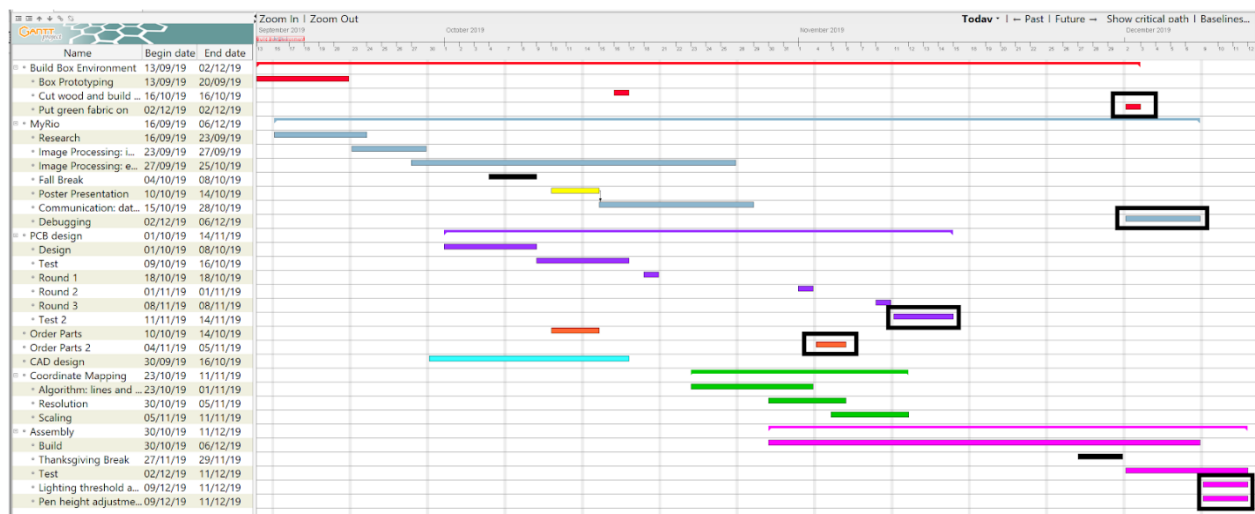 Zoom In | Zoom Out
Today | ← Past | Future → Show critical path | Baselines...
GANTT project
September 2019 October 2019 November 2019 December 2019
Name Begin date End date
Build Box Environment 13/09/19 02/12/19
Box Prototyping 13/09/19 20/09/19
Cut wood and build ... 16/10/19 16/10/19
Put green fabric on 02/12/19 02/12/19
MyRio 16/09/19 06/12/19
Research 16/09/19 23/09/19
Image Processing: i... 23/09/19 27/09/19
Image Processing: e... 27/09/19 25/10/19
Fall Break 04/10/19 08/10/19
Poster Presentation 10/10/19 14/10/19
Communication: dat... 15/10/19 28/10/19
Debugging 02/12/19 06/12/19
PCB design 01/10/19 14/11/19
Design 01/10/19 08/10/19
Test 09/10/19 16/10/19
Round 1 18/10/19 18/10/19
Round 2 01/11/19 01/11/19
Round 3 08/11/19 08/11/19
Test 2 11/11/19 14/11/19
Order Parts 10/10/19 14/10/19
Order Parts 2 04/11/19 05/11/19
CAD design 30/09/19 16/10/19
Coordinate Mapping 23/10/19 11/11/19
Algorithm: lines and ... 23/10/19 01/11/19
Resolution 30/10/19 05/11/19
Scaling 05/11/19 11/11/19
Assembly 30/10/19 11/12/19
Build 30/10/19 06/12/19
Thanksgiving Break 27/11/19 29/11/19
Test 02/12/19 11/12/19
Lighting threshold a... 09/12/19 11/12/19
Pen height adjustme... 09/12/19 11/12/19